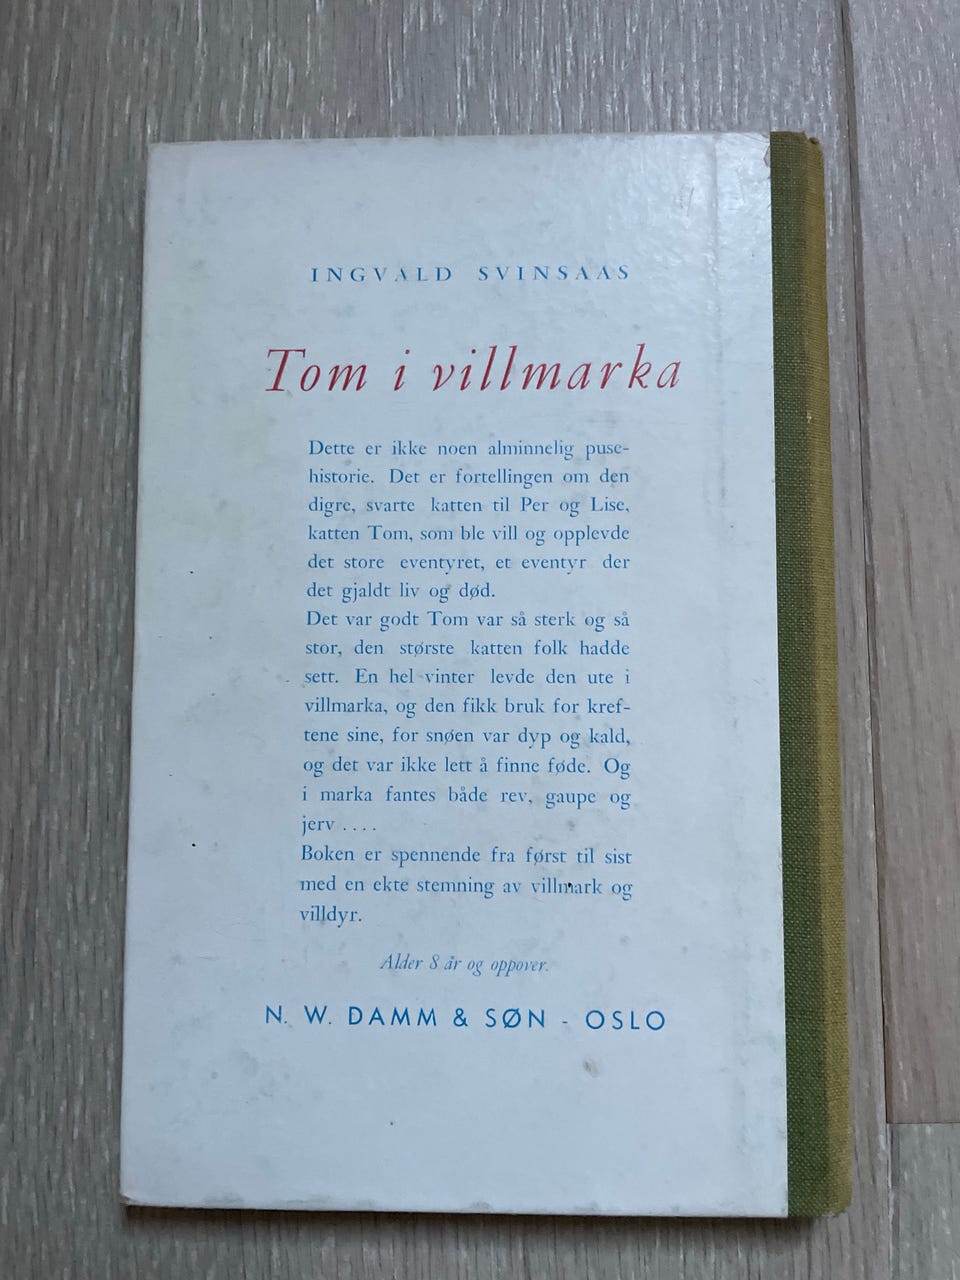 INGVALD SVINSAAS
Tom i villmarka
Dette er ikke noen alminnelig puse-
historie. Det er fortellingen om den
digre, svarte katten til Per og Lise,
katten Tom, som ble vill og opplevde
det store eventyret, et eventyr der
det gjaldt liv og død.
Det var godt Tom var så sterk og så
stor, den største katten folk hadde
sett. En hel vinter levde den ute i
villmarka, og den fikk bruk for kref-
tene sine, for snøen var dyp og kald,
og det var ikke lett å finne føde. Og
i marka fantes både rev, gaupe og
jerv . . . .
Boken er spennende fra først til sist
med en ekte stemning av villmark og
villdyr.
Alder 8 år og oppover.
N. W. DAMM & SØN - OSLO